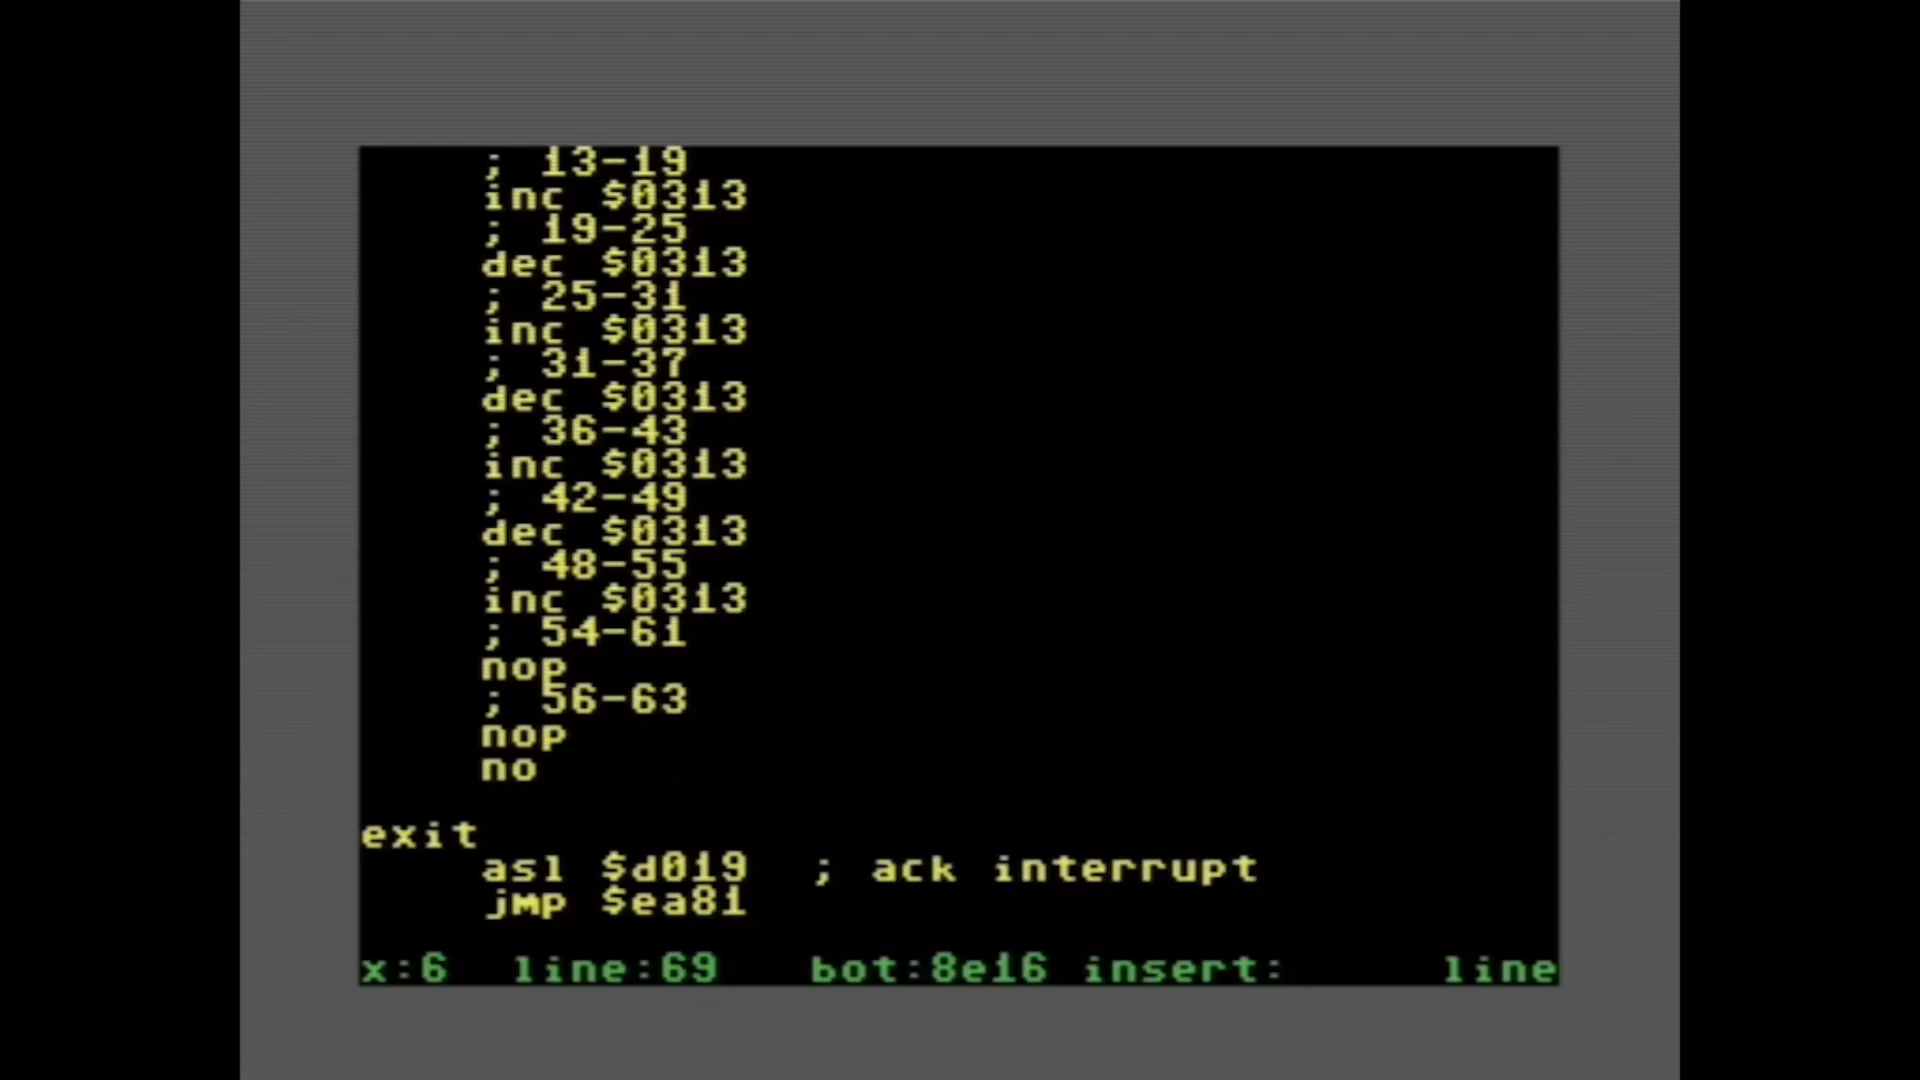 ; 13-19
inc $0313
; 19-25
dec $0313
; 25-31
inc $0313
; 31-37
dec $0313
; 36-43
inc $0313
; 42-49
dec $0313
; 48-55
inc $0313
; 54-61
nop
; 56-63
nop
no
exit
asl $d019 ; ack interrupt
jmp $ea81
x:6 line:69 bot:8e16 insert: line